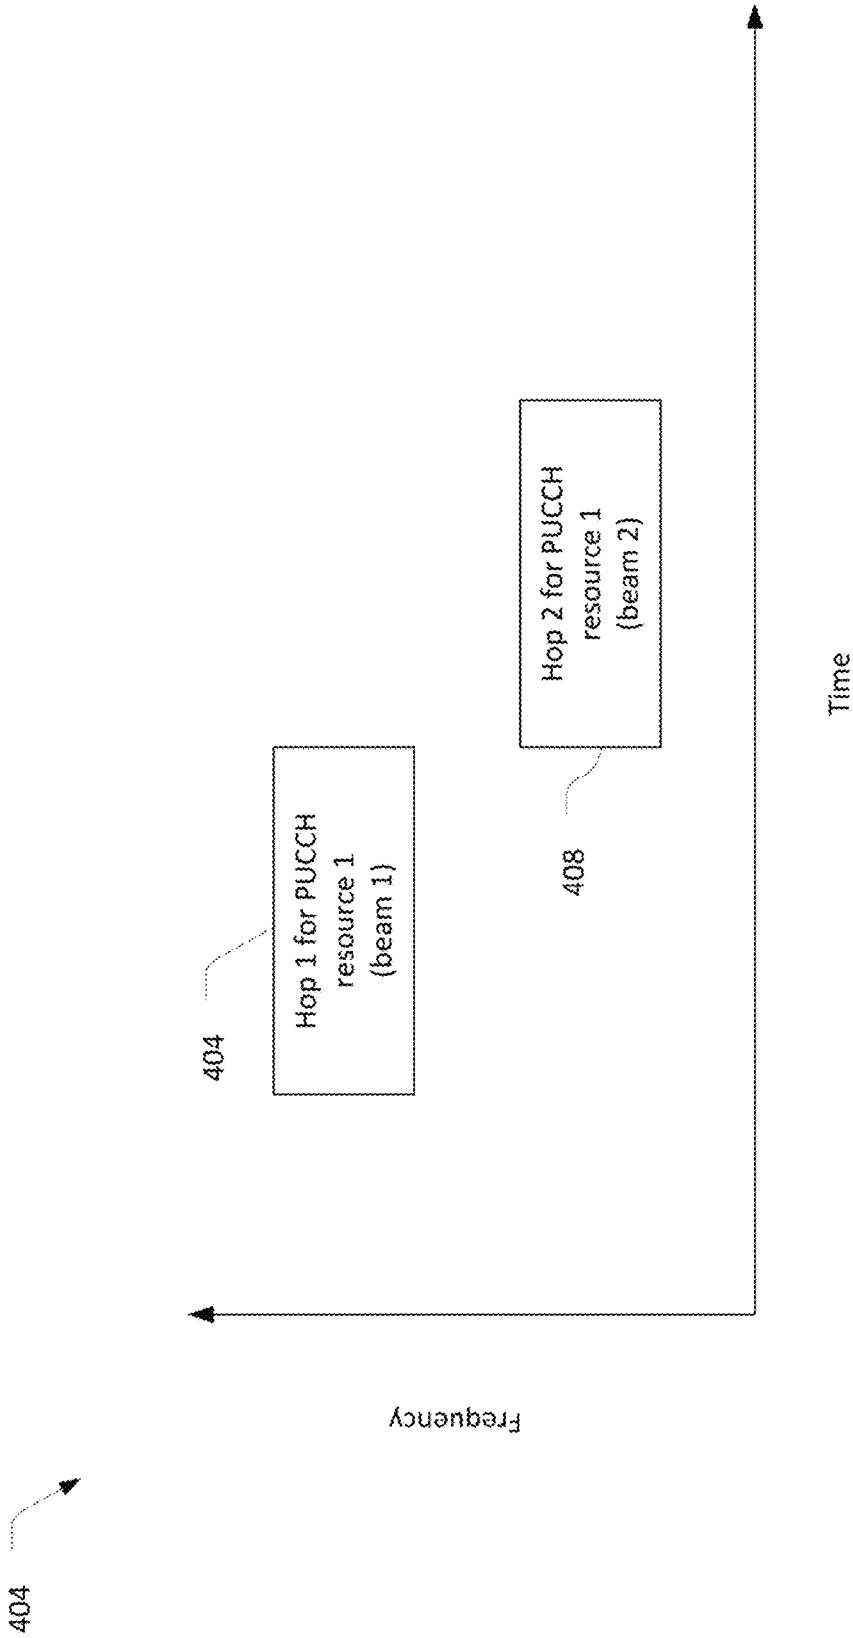 404
404
Hop 1 for PUCCH
resource 1
(beam 1)
408
Hop 2 for PUCCH
resource 1
(beam 2)
Frequency
Time